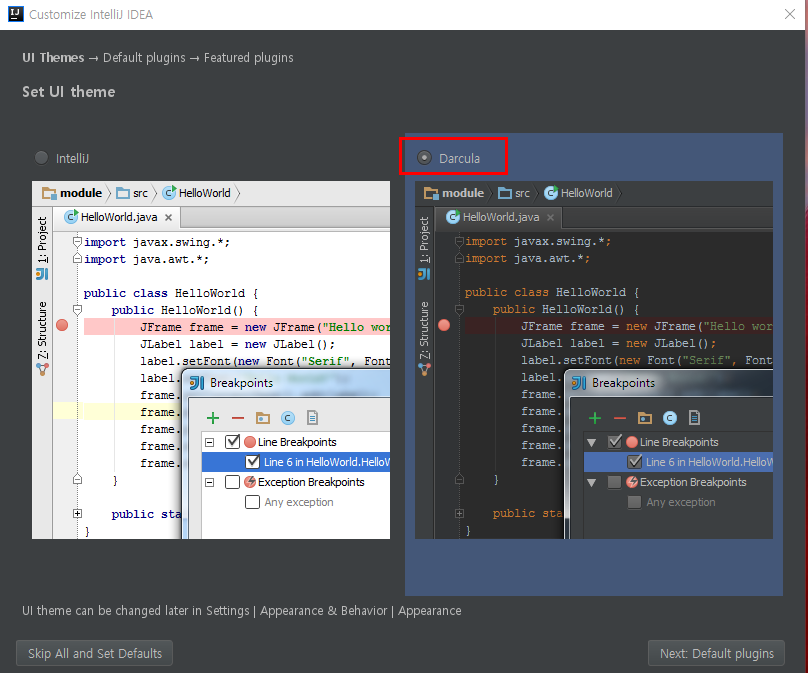 Customize IntelliJ IDEA
UI Themes → Default plugins → Featured plugins
Set UI theme
IntelliJ
module
src
HelloWorld
HelloWorld.java
1: Project
7: Structure
import javax.swing.*;
import java.awt.*;
public class HelloWorld {
public HelloWorld() {
JFrame frame = new JFrame("Hello wor
JLabel label = new JLabel();
label.setFont(new Font("Serif", Font
label.
frame.
frame.
frame.
frame.
frame.
}
public sta
}
Breakpoints
Line Breakpoints
Line 6 in HelloWorld.HelloW
Exception Breakpoints
Any exception
Darcula
module
src
HelloWorld
HelloWorld.java
1: Project
7: Structure
import javax.swing.*;
import java.awt.*;
public class HelloWorld {
public HelloWorld() {
JFrame frame = new JFrame("Hello wor
JLabel label = new JLabel();
label.setFont(new Font("Serif", Font
label.
frame.
frame.
frame.
frame.
frame.
}
public sta
}
Breakpoints
Line Breakpoints
Line 6 in HelloWorld.HelloW
Exception Breakpoints
Any exception
UI theme can be changed later in Settings | Appearance & Behavior | Appearance
Skip All and Set Defaults
Next: Default plugins